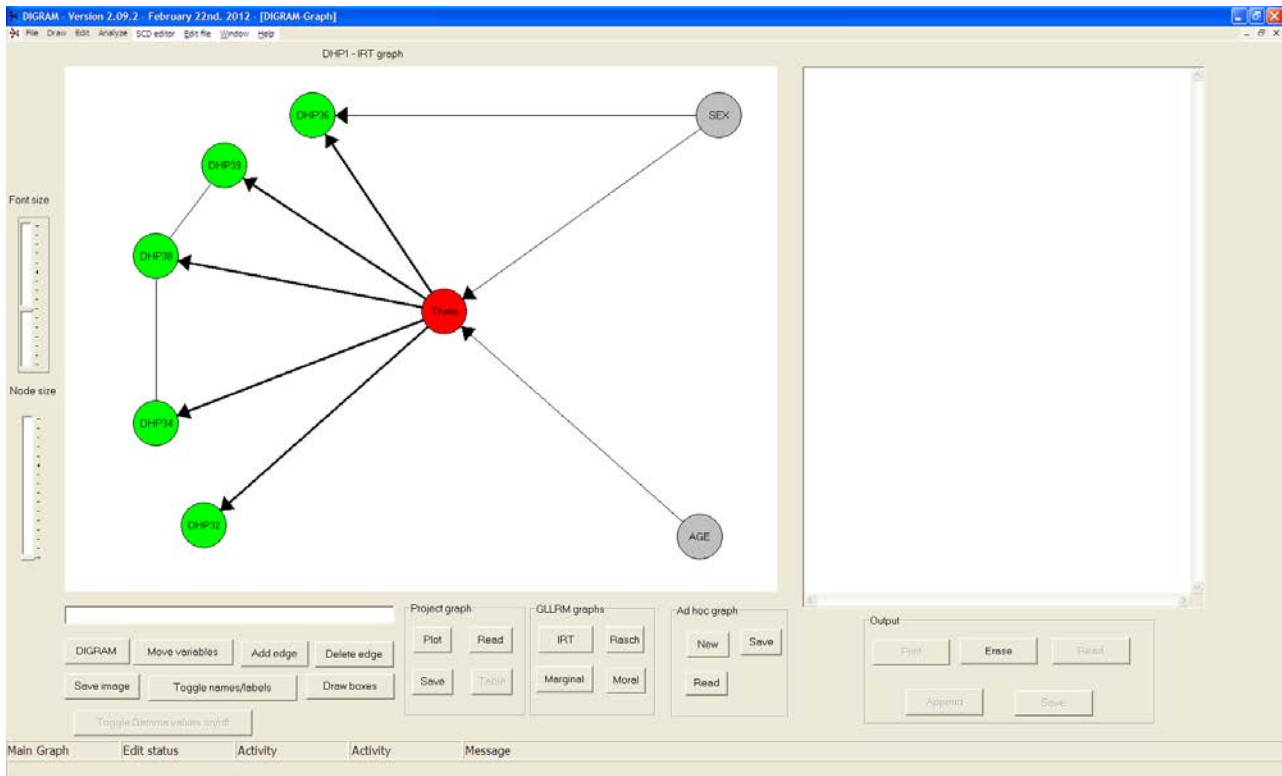 DIGRAM - Version 2.09.2 - February 22nd. 2012 - [DIGRAM-Graph]
File Draw Edit Analyze SCD editor Edit file Window Help
DHP1 - IRT graph
DHP36
SEX
DHP39
Font size
DHP38
Theta
Node size
DHP34
DHP32
AGE
Project graph
GLLRM graphs
Ad hoc graph
Output
Plot
Read
IRT
Rasch
New
Save
DIGRAM
Move variables
Add edge
Delete edge
Print
Erase
Read
Save image
Toggle names/labels
Draw boxes
Save
Table
Marginal
Moral
Read
Append
Save
Toggle Gamma values on/off
Main Graph
Edit status
Activity
Activity
Message